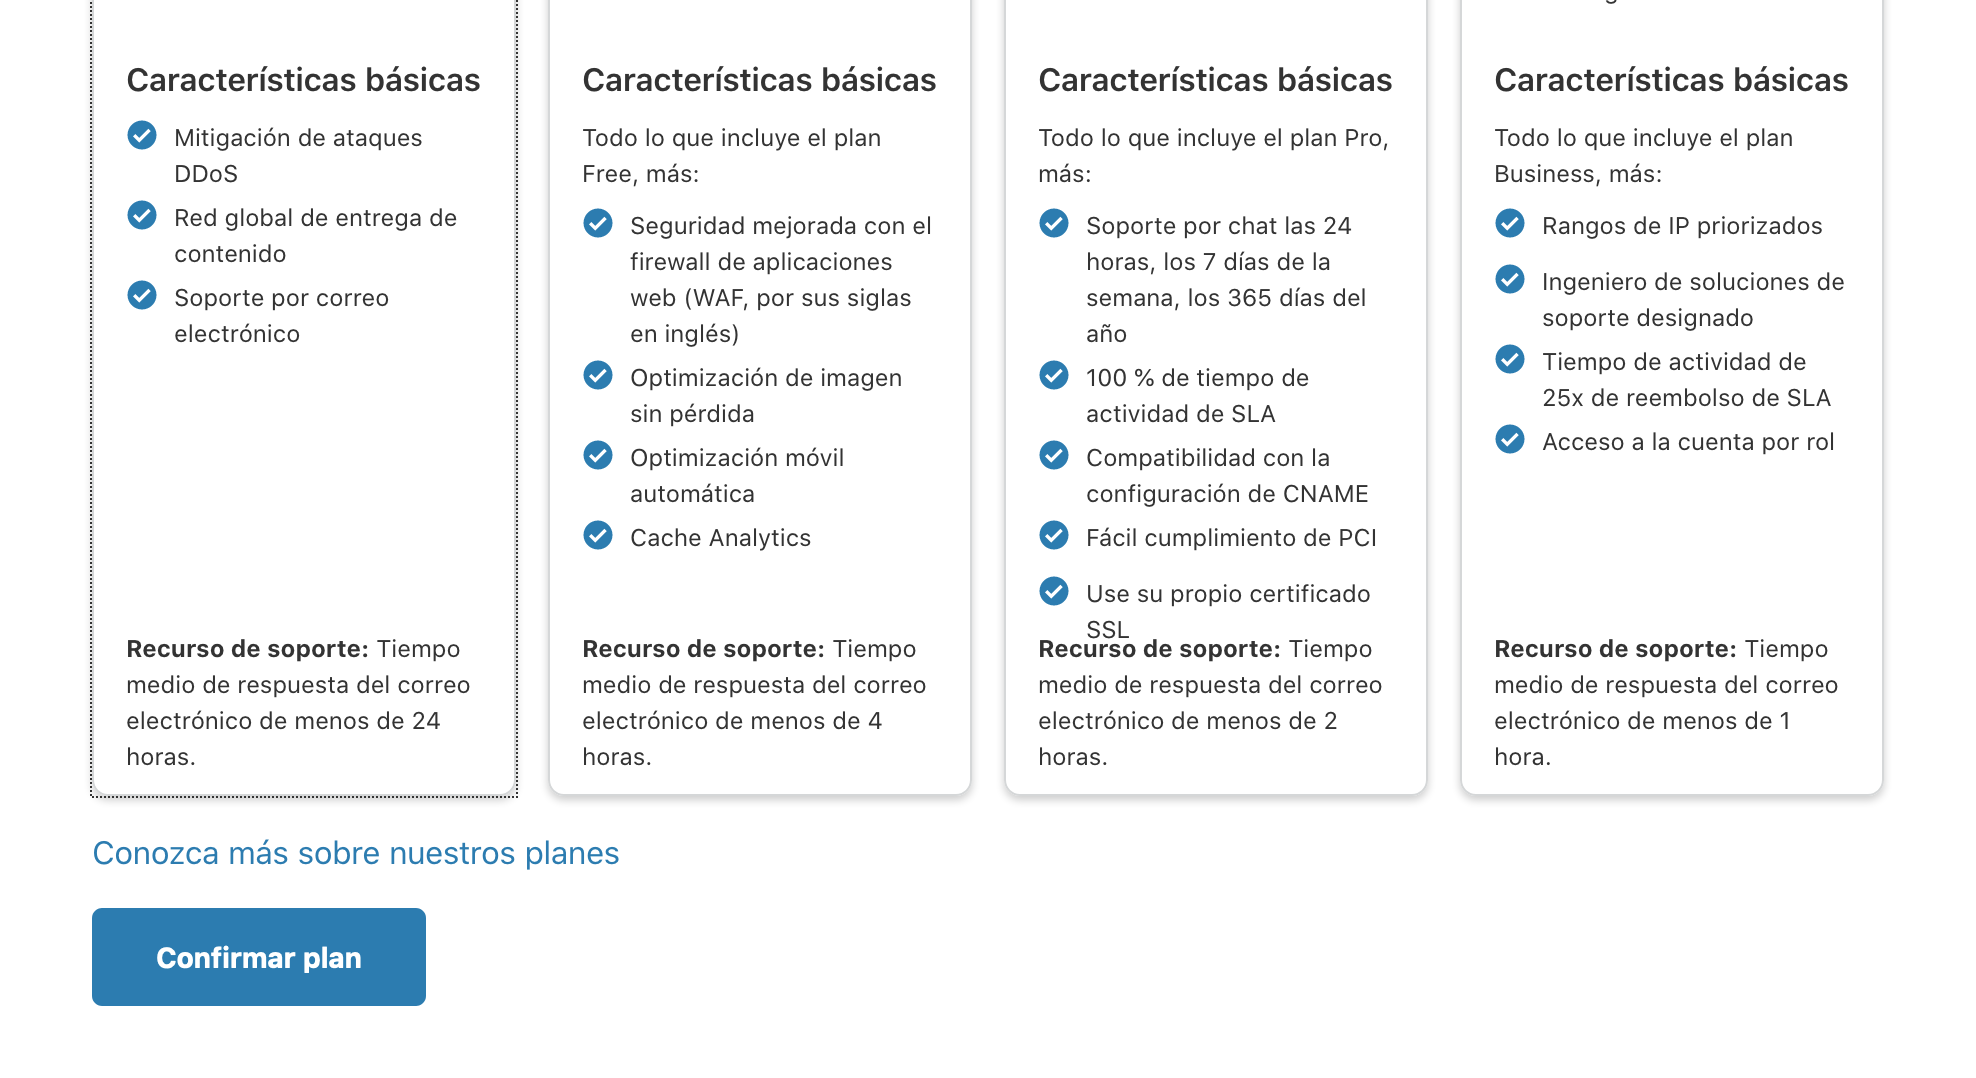 Características básicas
Mitigación de ataques
DDoS
Red global de entrega de
contenido
Soporte por correo
electrónico
Recurso de soporte: Tiempo
medio de respuesta del correo
electrónico de menos de 24
horas.
Características básicas
Todo lo que incluye el plan
Free, más:
Seguridad mejorada con el
firewall de aplicaciones
web (WAF, por sus siglas
en inglés)
Optimización de imagen
sin pérdida
Optimización móvil
automática
Cache Analytics
Recurso de soporte: Tiempo
medio de respuesta del correo
electrónico de menos de 4
horas.
Características básicas
Todo lo que incluye el plan Pro,
más:
Soporte por chat las 24
horas, los 7 días de la
semana, los 365 días del
año
100 % de tiempo de
actividad de SLA
Compatibilidad con la
configuración de CNAME
Fácil cumplimiento de PCI
Use su propio certificado
SSL
Recurso de soporte: Tiempo
medio de respuesta del correo
electrónico de menos de 2
horas.
Características básicas
Todo lo que incluye el plan
Business, más:
Rangos de IP priorizados
Ingeniero de soluciones de
soporte designado
Tiempo de actividad de
25x de reembolso de SLA
Acceso a la cuenta por rol
Recurso de soporte: Tiempo
medio de respuesta del correo
electrónico de menos de 1
hora.
Conozca más sobre nuestros planes
Confirmar plan